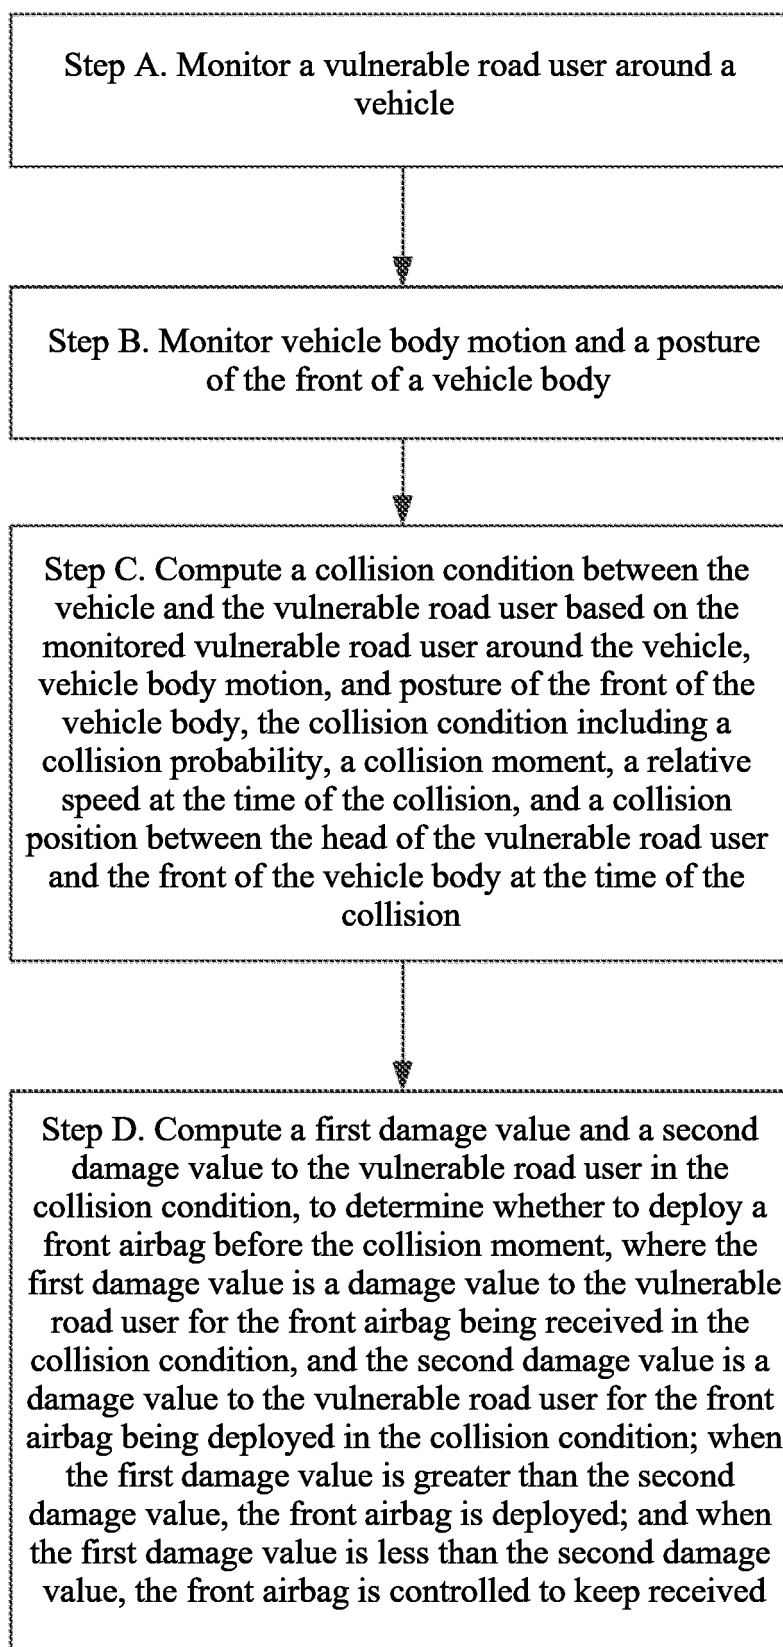 Step A. Monitor a vulnerable road user around a
vehicle
Step B. Monitor vehicle body motion and a posture
of the front of a vehicle body
Step C. Compute a collision condition between the
vehicle and the vulnerable road user based on the
monitored vulnerable road user around the vehicle,
vehicle body motion, and posture of the front of the
vehicle body, the collision condition including a
collision probability, a collision moment, a relative
speed at the time of the collision, and a collision
position between the head of the vulnerable road user
and the front of the vehicle body at the time of the
collision
Step D. Compute a first damage value and a second
damage value to the vulnerable road user in the
collision condition, to determine whether to deploy a
front airbag before the collision moment, where the
first damage value is a damage value to the vulnerable
road user for the front airbag being received in the
collision condition, and the second damage value is a
damage value to the vulnerable road user for the front
airbag being deployed in the collision condition; when
the first damage value is greater than the second
damage value, the front airbag is deployed; and when
the first damage value is less than the second damage
value, the front airbag is controlled to keep received